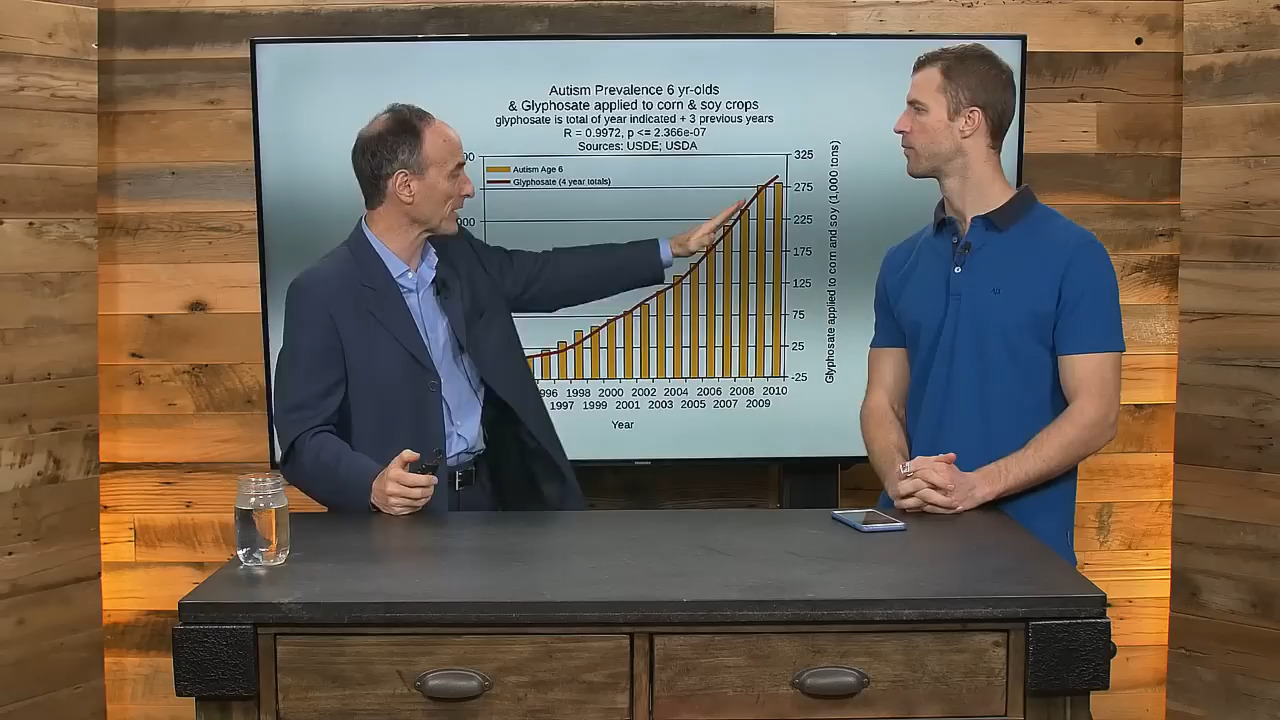 Autism Prevalence 6 yr-olds
& Glyphosate applied to corn & soy crops
glyphosate is total of year indicated + 3 previous years
R = 0.9972, p <= 2.366e-07
Sources: USDE; USDA
00
325
Autism Age 6
Glyphosate (4 year totals)
275
000
225
175
125
75
25
-25
Glyphosate applied to corn and soy (1,000 tons)
96 1998 2000 2002 2004 2006 2008 2010
1997 1999 2001 2003 2005 2007 2009
Year